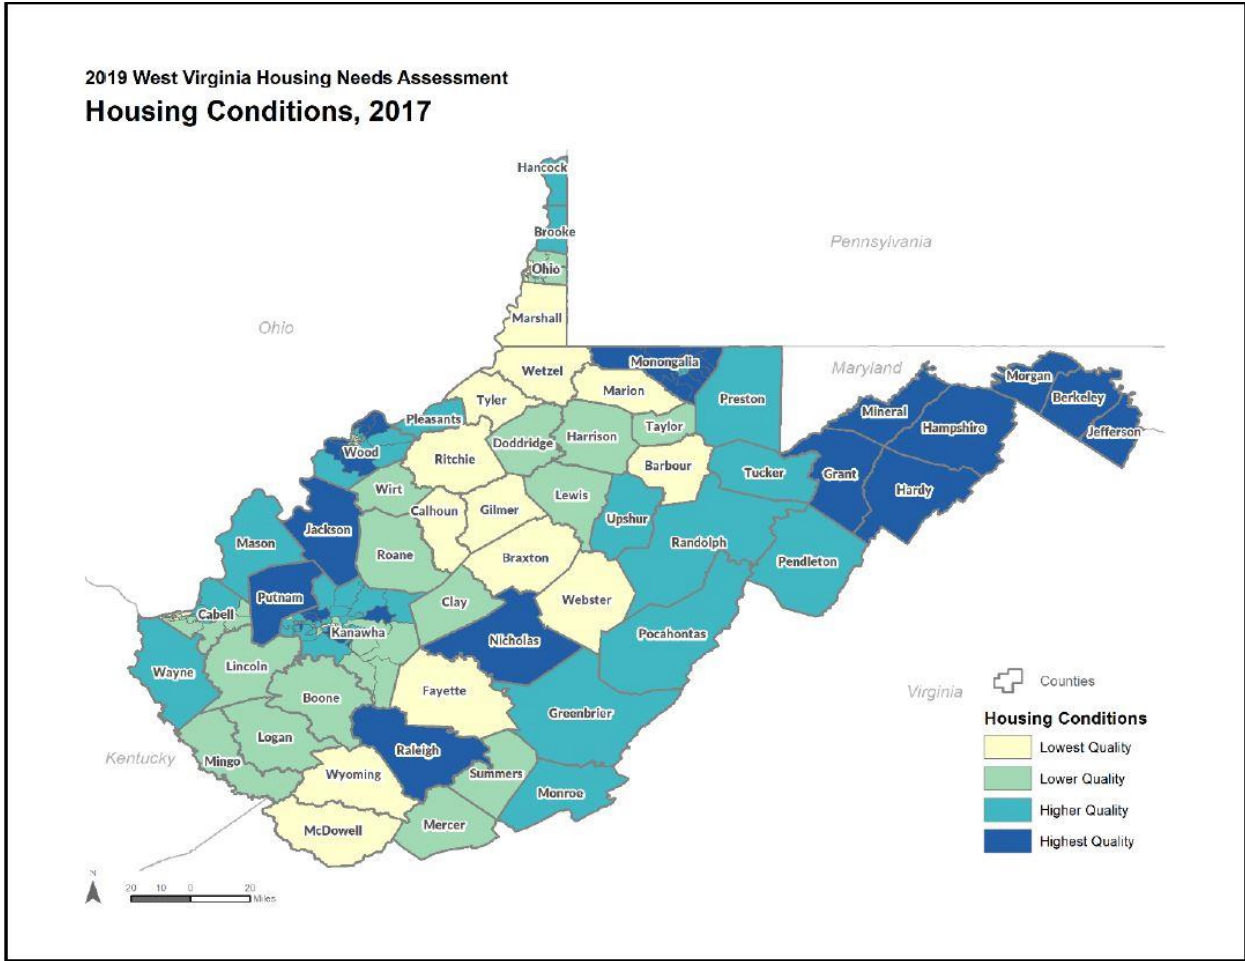 2019 West Virginia Housing Needs Assessment
Housing Conditions, 2017
Hancock
Brooke
Pennsylvania
Ohio
Ohio
Marshall
Monongalia
Maryland
Wetzel
Morgan
Marion
Berkeley
Tyler
Preston
Mineral
Pleasants
Hampshire
Jefferson
Taylor
Doddridge
Harrison
Wood
Ritchie
Barbour
Tucker
Grant
Wirt
Lewis
Hardy
Calhoun
Gilmer
Upshur
Jackson
Mason
Randolph
Roane
Braxton
Pendleton
Putnam
Clay
Webster
Cabell
Kanawha
Pocahontas
Nicholas
Lincoln
Wayne
Fayette
Boone
Virginia
Greenbrier
Logan
Raleigh
Kentucky
Mingo
Wyoming
Summers
Monroe
Mercer
McDowell
Counties
Housing Conditions
Lowest Quality
Lower Quality
Higher Quality
Highest Quality
N
20 10 0 20
Miles